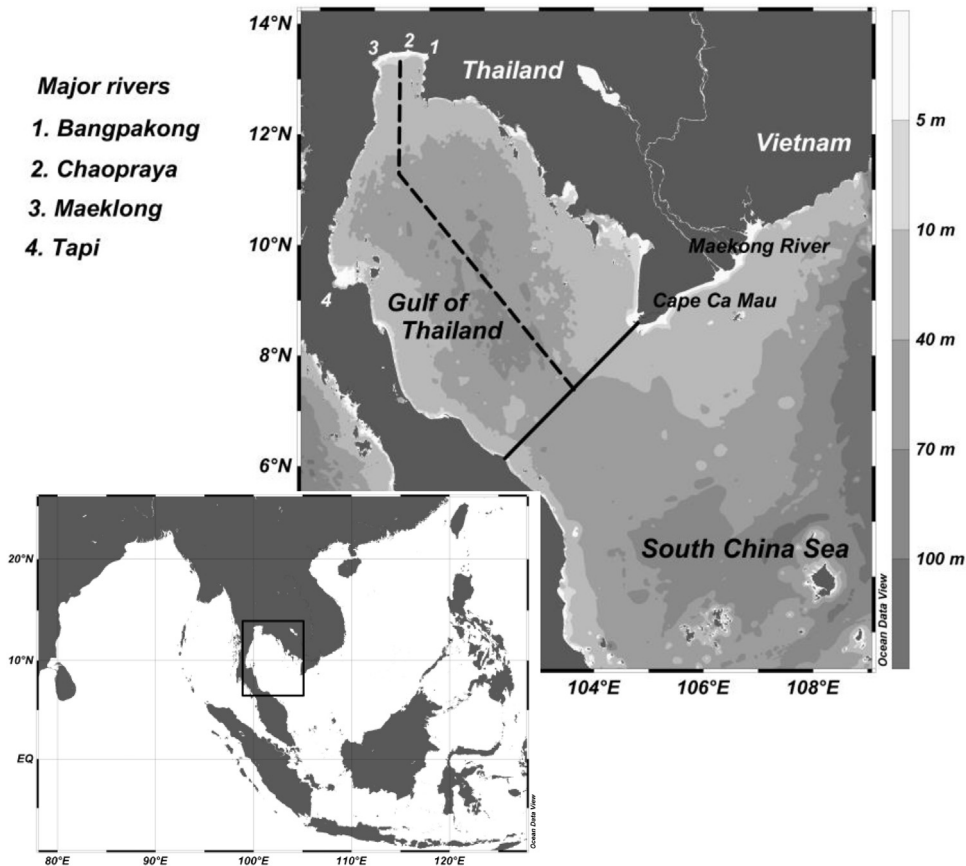 Major rivers
1. Bangpakong
2. Chaopraya
3. Maeklong
4. Tapi
14°N
12°N
10°N
8°N
6°N
3 2 1
Thailand
Vietnam
Maekong River
Cape Ca Mau
4
Gulf of
Thailand
South China Sea
Ocean Data View
104°E 106°E 108°E
5 m
10 m
40 m
70 m
100 m
20°N
10°N
EQ
80°E 90°E 100°E 110°E 120°E
Ocean Data View